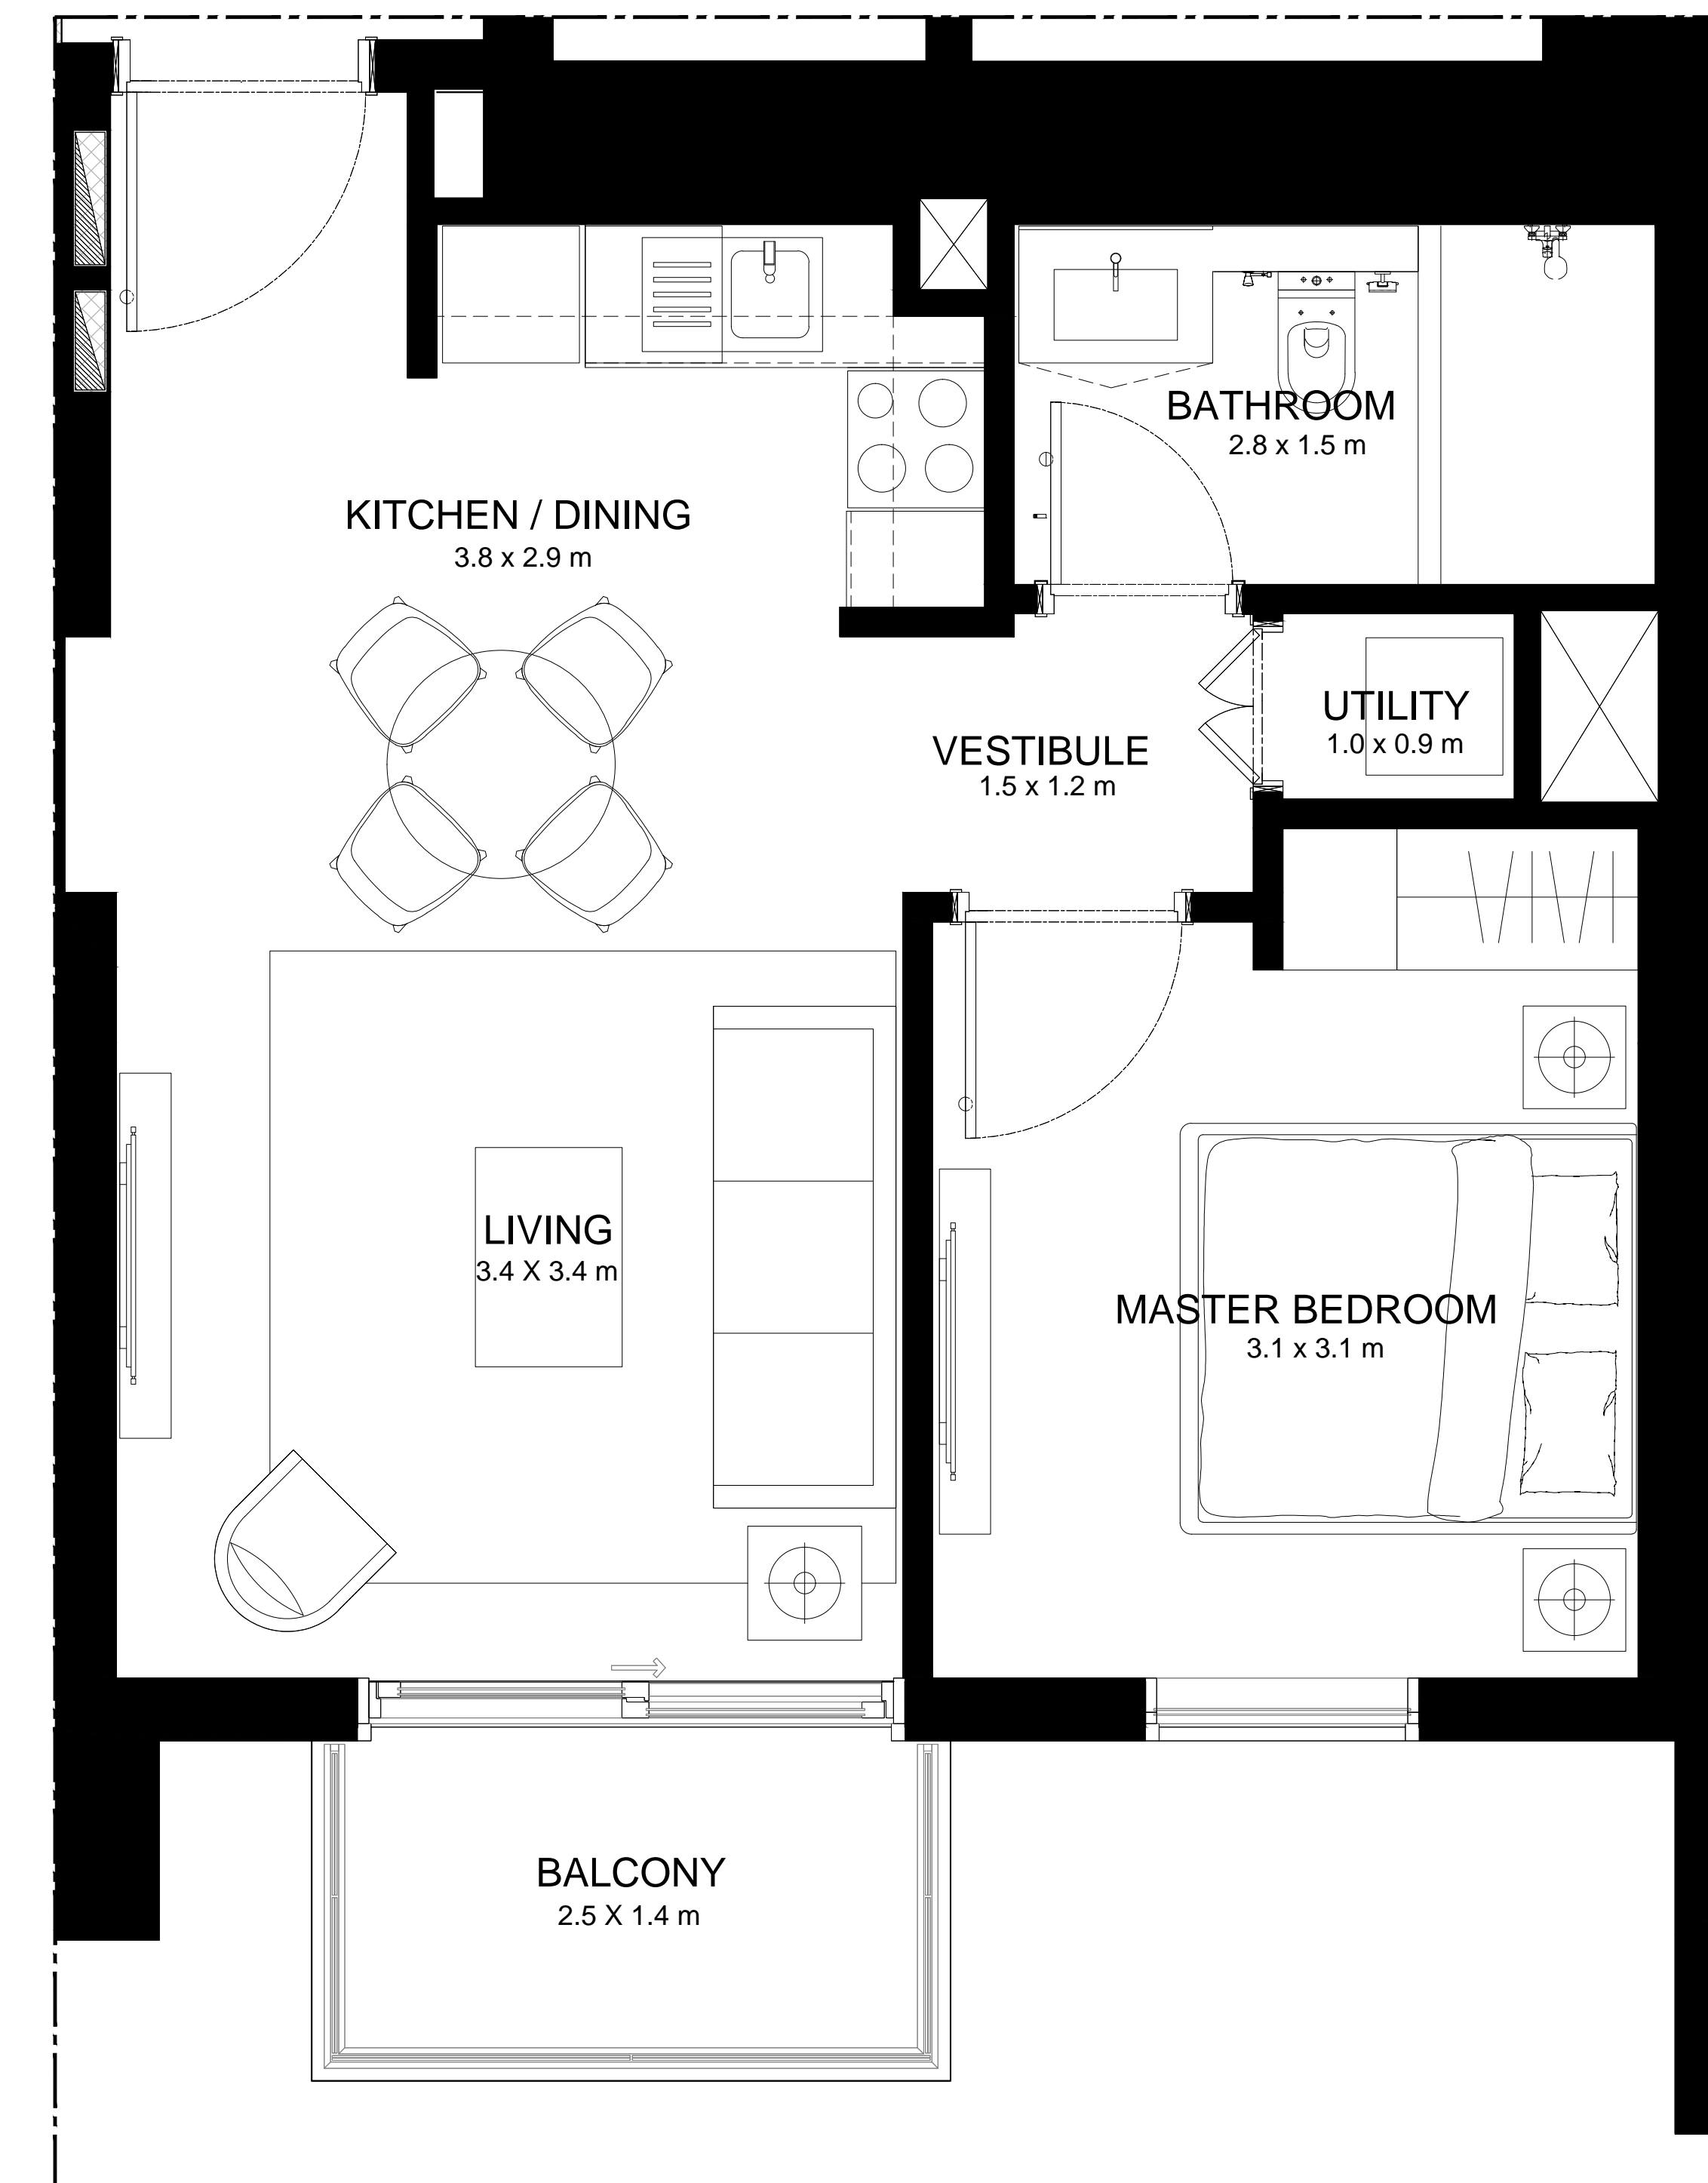 BATHROOM
2.8 x 1.5 m
KITCHEN / DINING
3.8 x 2.9 m
UTILITY
1.0 x 0.9 m
VESTIBULE
1.5 x 1.2 m
LIVING
3.4 X 3.4 m
MASTER BEDROOM
3.1 x 3.1 m
BALCONY
2.5 X 1.4 m